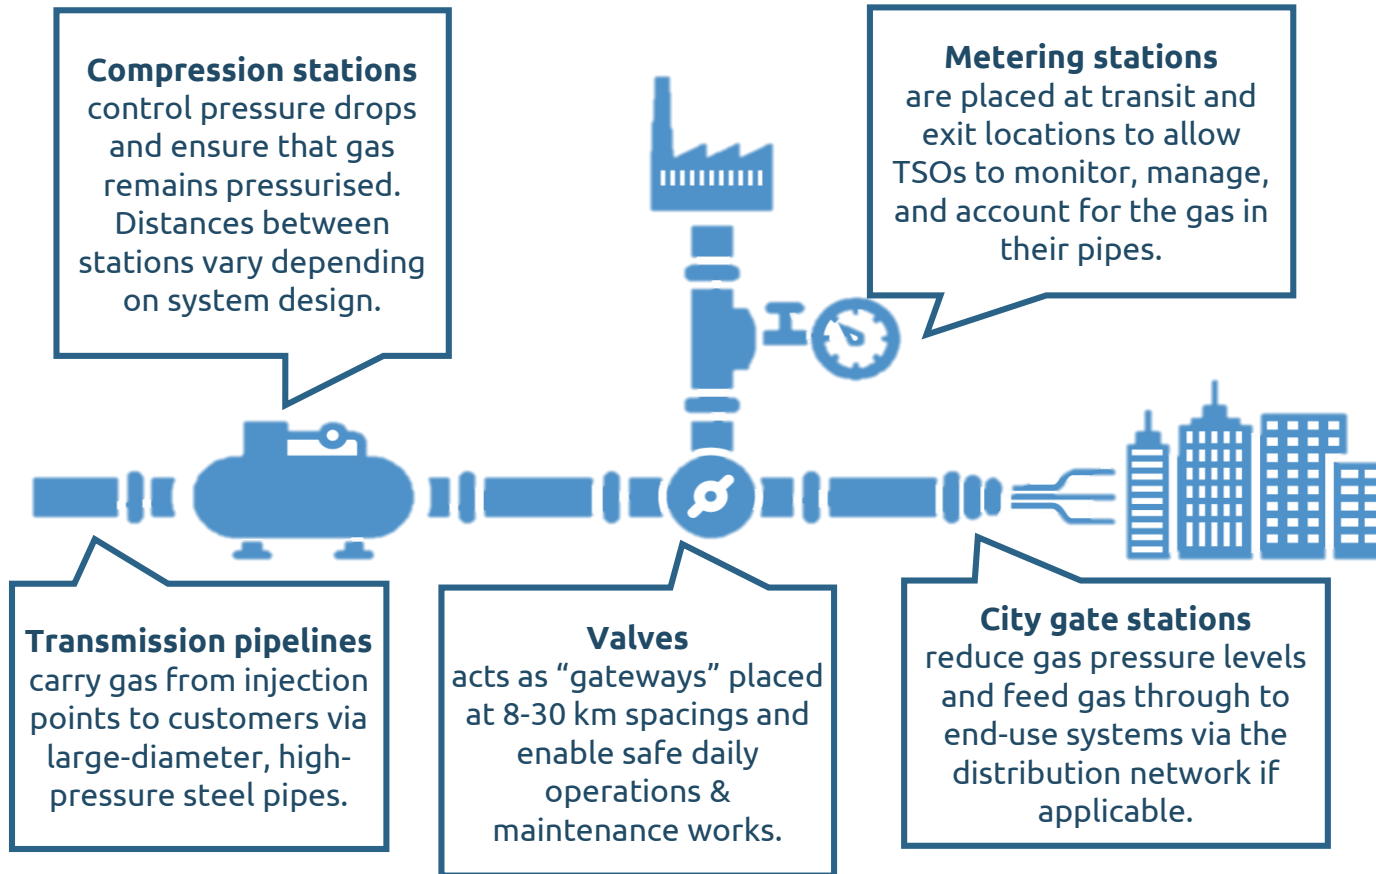 Compression stations
control pressure drops
and ensure that gas
remains pressurised.
Distances between
stations vary depending
on system design.
Metering stations
are placed at transit and
exit locations to allow
TSOs to monitor, manage,
and account for the gas in
their pipes.
Transmission pipelines
carry gas from injection
points to customers via
large-diameter, high-
pressure steel pipes.
Valves
acts as “gateways” placed
at 8-30 km spacings and
enable safe daily
operations &
maintenance works.
City gate stations
reduce gas pressure levels
and feed gas through to
end-use systems via the
distribution network if
applicable.